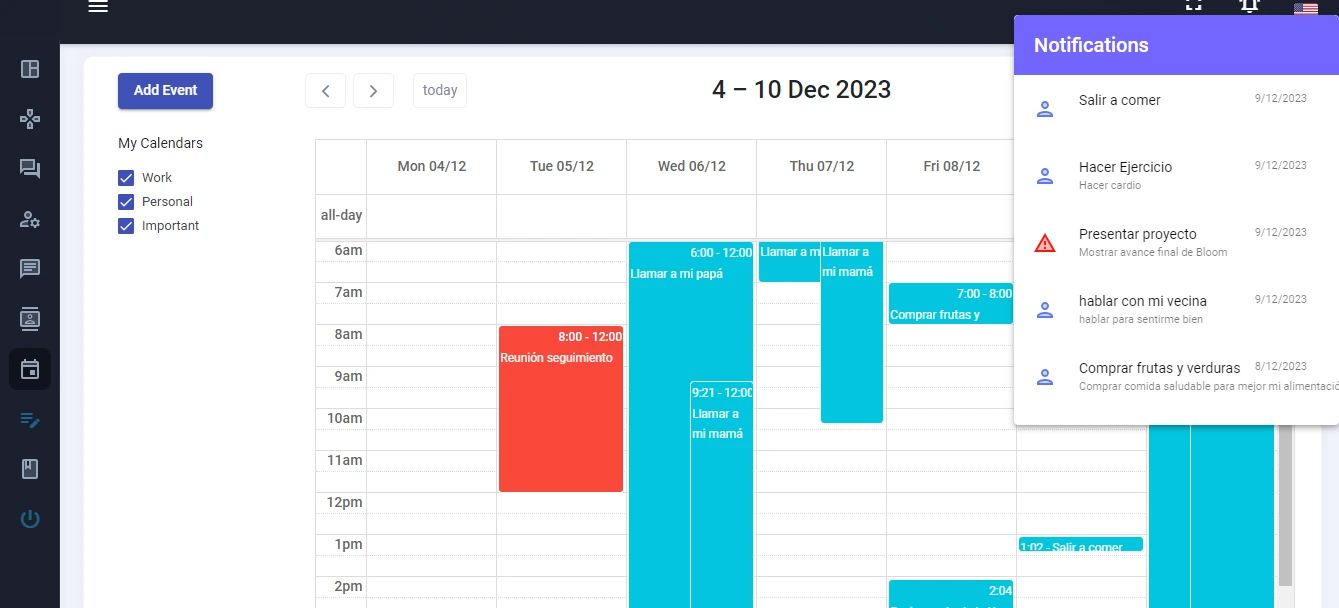 Notifications
Add Event
today
4 – 10 Dec 2023
My Calendars
Work
Personal
Important
Mon 04/12
Tue 05/12
Wed 06/12
Thu 07/12
Fri 08/12
all-day
6am
7am
8am
9am
10am
11am
12pm
1pm
2pm
8:00 - 12:00
Reunión seguimiento
6:00 - 12:00
Llamar a mi papá
9:21 - 12:00
Llamar a
mi mamá
Llamar a m
Llamar a
mi mamá
7:00 - 8:00
Comprar frutas y
2:04
1:02 - Salir a comer
Salir a comer
9/12/2023
Hacer Ejercicio
9/12/2023
Hacer cardio
Presentar proyecto
9/12/2023
Mostrar avance final de Bloom
hablar con mi vecina
9/12/2023
hablar para sentirme bien
Comprar frutas y verduras
8/12/2023
Comprar comida saludable para mejor mi alimentació